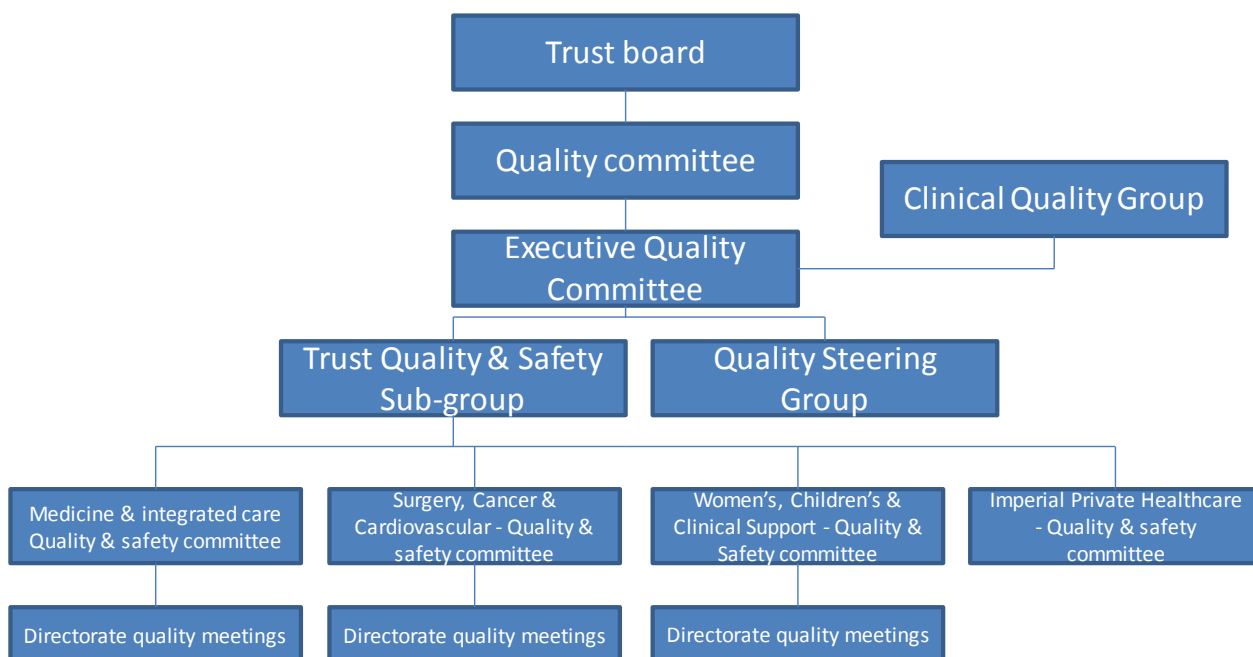 Trust board
Quality committee
Clinical Quality Group
Executive Quality
Committee
Trust Quality & Safety
Sub-group
Quality Steering
Group
Medicine & integrated care
Quality & safety committee
Surgery, Cancer &
Cardiovascular - Quality &
safety committee
Women's, Children's &
Clinical Support - Quality &
Safety committee
Imperial Private Healthcare
- Quality & safety
committee
Directorate quality meetings
Directorate quality meetings
Directorate quality meetings